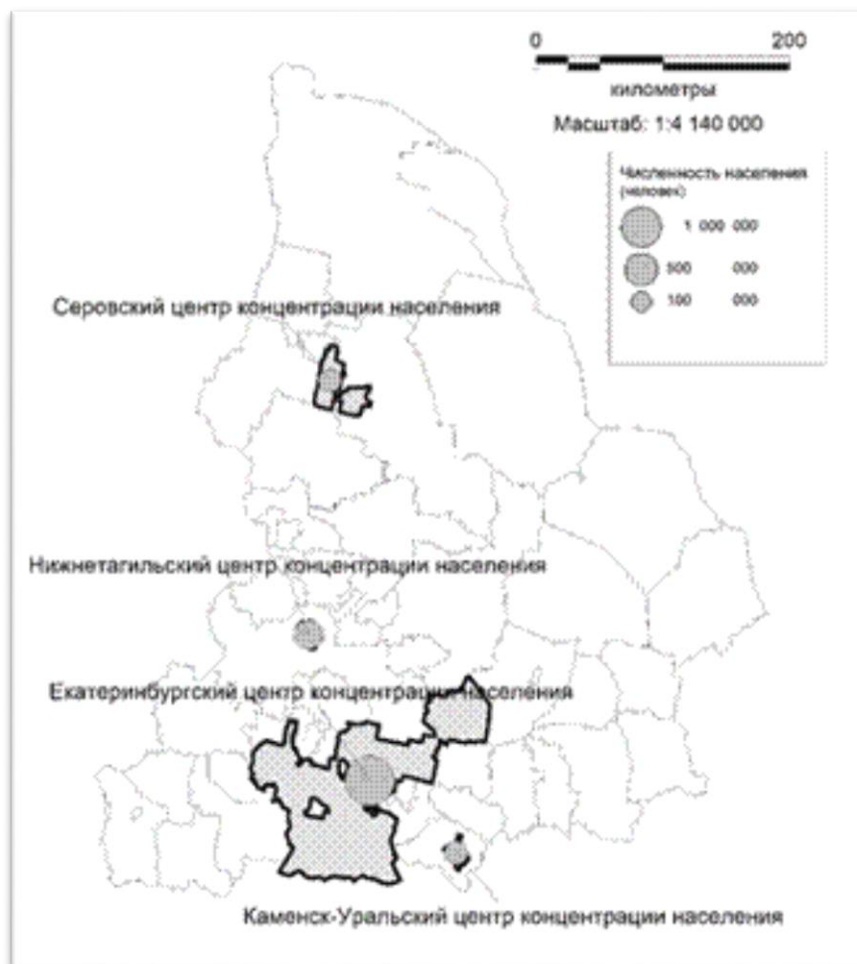 0 200
километры
Масштаб: 1:4 140 000
Численность населения
(человек)
1 000 000
500 000
100 000
Серовский центр концентрации населения
Нижнетагильский центр концентрации населения
Екатеринбургский центр концентрации населения
Каменск-Уральский центр концентрации населения